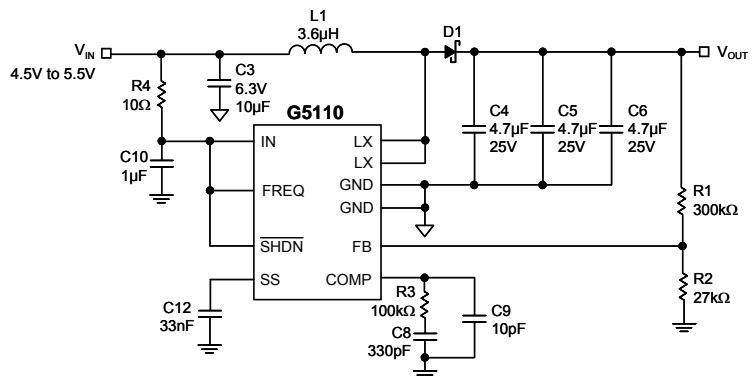 L1
3.6µH
D1
VIN
4.5V to 5.5V
VOUT
R4
10Ω
C3
6.3V
10µF
G5110
C4
4.7µF
25V
C5
4.7µF
25V
C6
4.7µF
25V
C10
1µF
IN
FREQ
SHDN
SS
LX
LX
GND
GND
FB
COMP
R1
300kΩ
R2
27kΩ
C12
33nF
R3
100kΩ
C8
330pF
C9
10pF